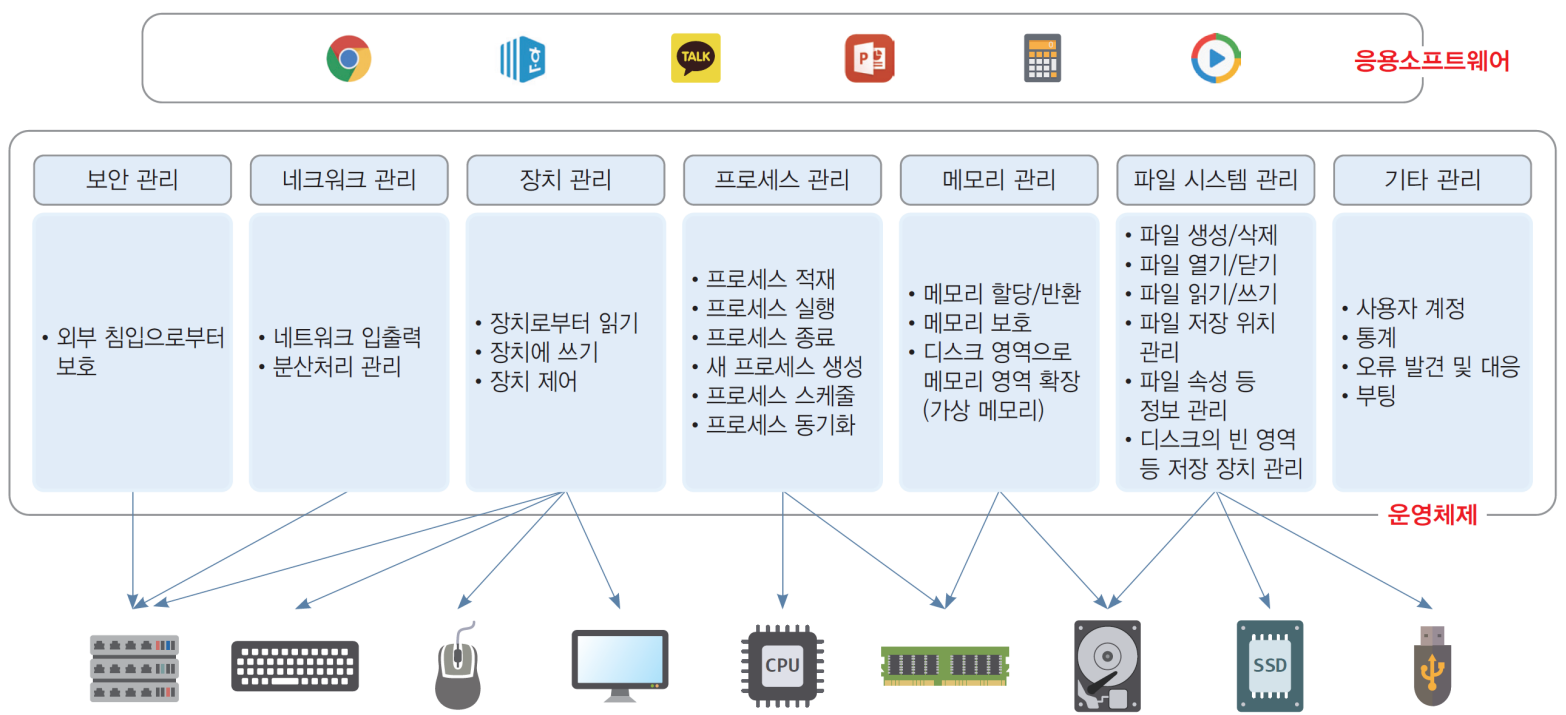 TALK
P
응용소프트웨어
보안 관리
네크워크 관리
장치 관리
프로세스 관리
메모리 관리
파일 시스템 관리
기타 관리
• 외부 침입으로부터
보호
• 네트워크 입출력
• 분산처리 관리
• 장치로부터 읽기
• 장치에 쓰기
• 장치 제어
• 프로세스 적재
• 프로세스 실행
• 프로세스 종료
• 새 프로세스 생성
• 프로세스 스케줄
• 프로세스 동기화
• 메모리 할당/반환
• 메모리 보호
• 디스크 영역으로
메모리 영역 확장
(가상 메모리)
• 파일 생성/삭제
• 파일 열기/닫기
• 파일 읽기/쓰기
• 파일 저장 위치
관리
• 파일 속성 등
정보 관리
• 디스크의 빈 영역
등 저장 장치 관리
• 사용자 계정
• 통계
• 오류 발견 및 대응
• 부팅
운영체제
CPU
SSD